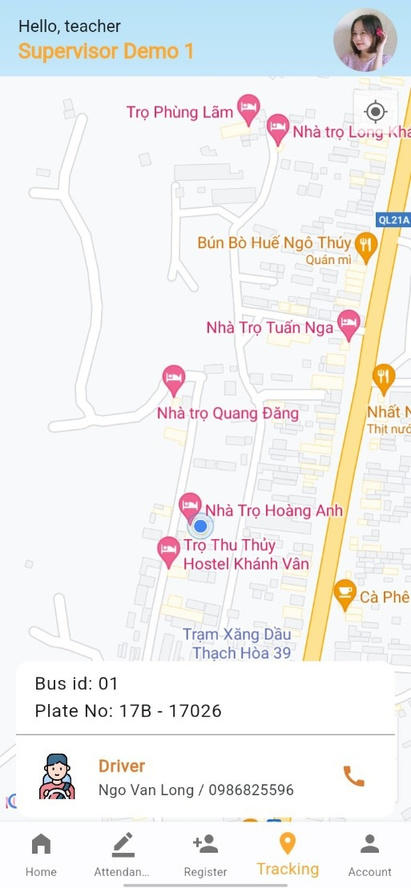 Hello, teacher
Supervisor Demo 1
Trọ Phùng Lãm
Nhà trọ Long Kha
QL21A
Bún Bò Huế Ngô Thúy
Quán mì
Nhà Trọ Tuấn Nga
Nhất N
Thịt nướ
Nhà trọ Quang Đăng
Nhà Trọ Hoàng Anh
Trọ Thu Thủy
Hostel Khánh Vân
Cà Phê
Trạm Xăng Dầu
Thạch Hòa 39
Bus id: 01
Plate No: 17B - 17026
Driver
Ngo Van Long / 0986825596
Home
Attendan...
Register
Tracking
Account